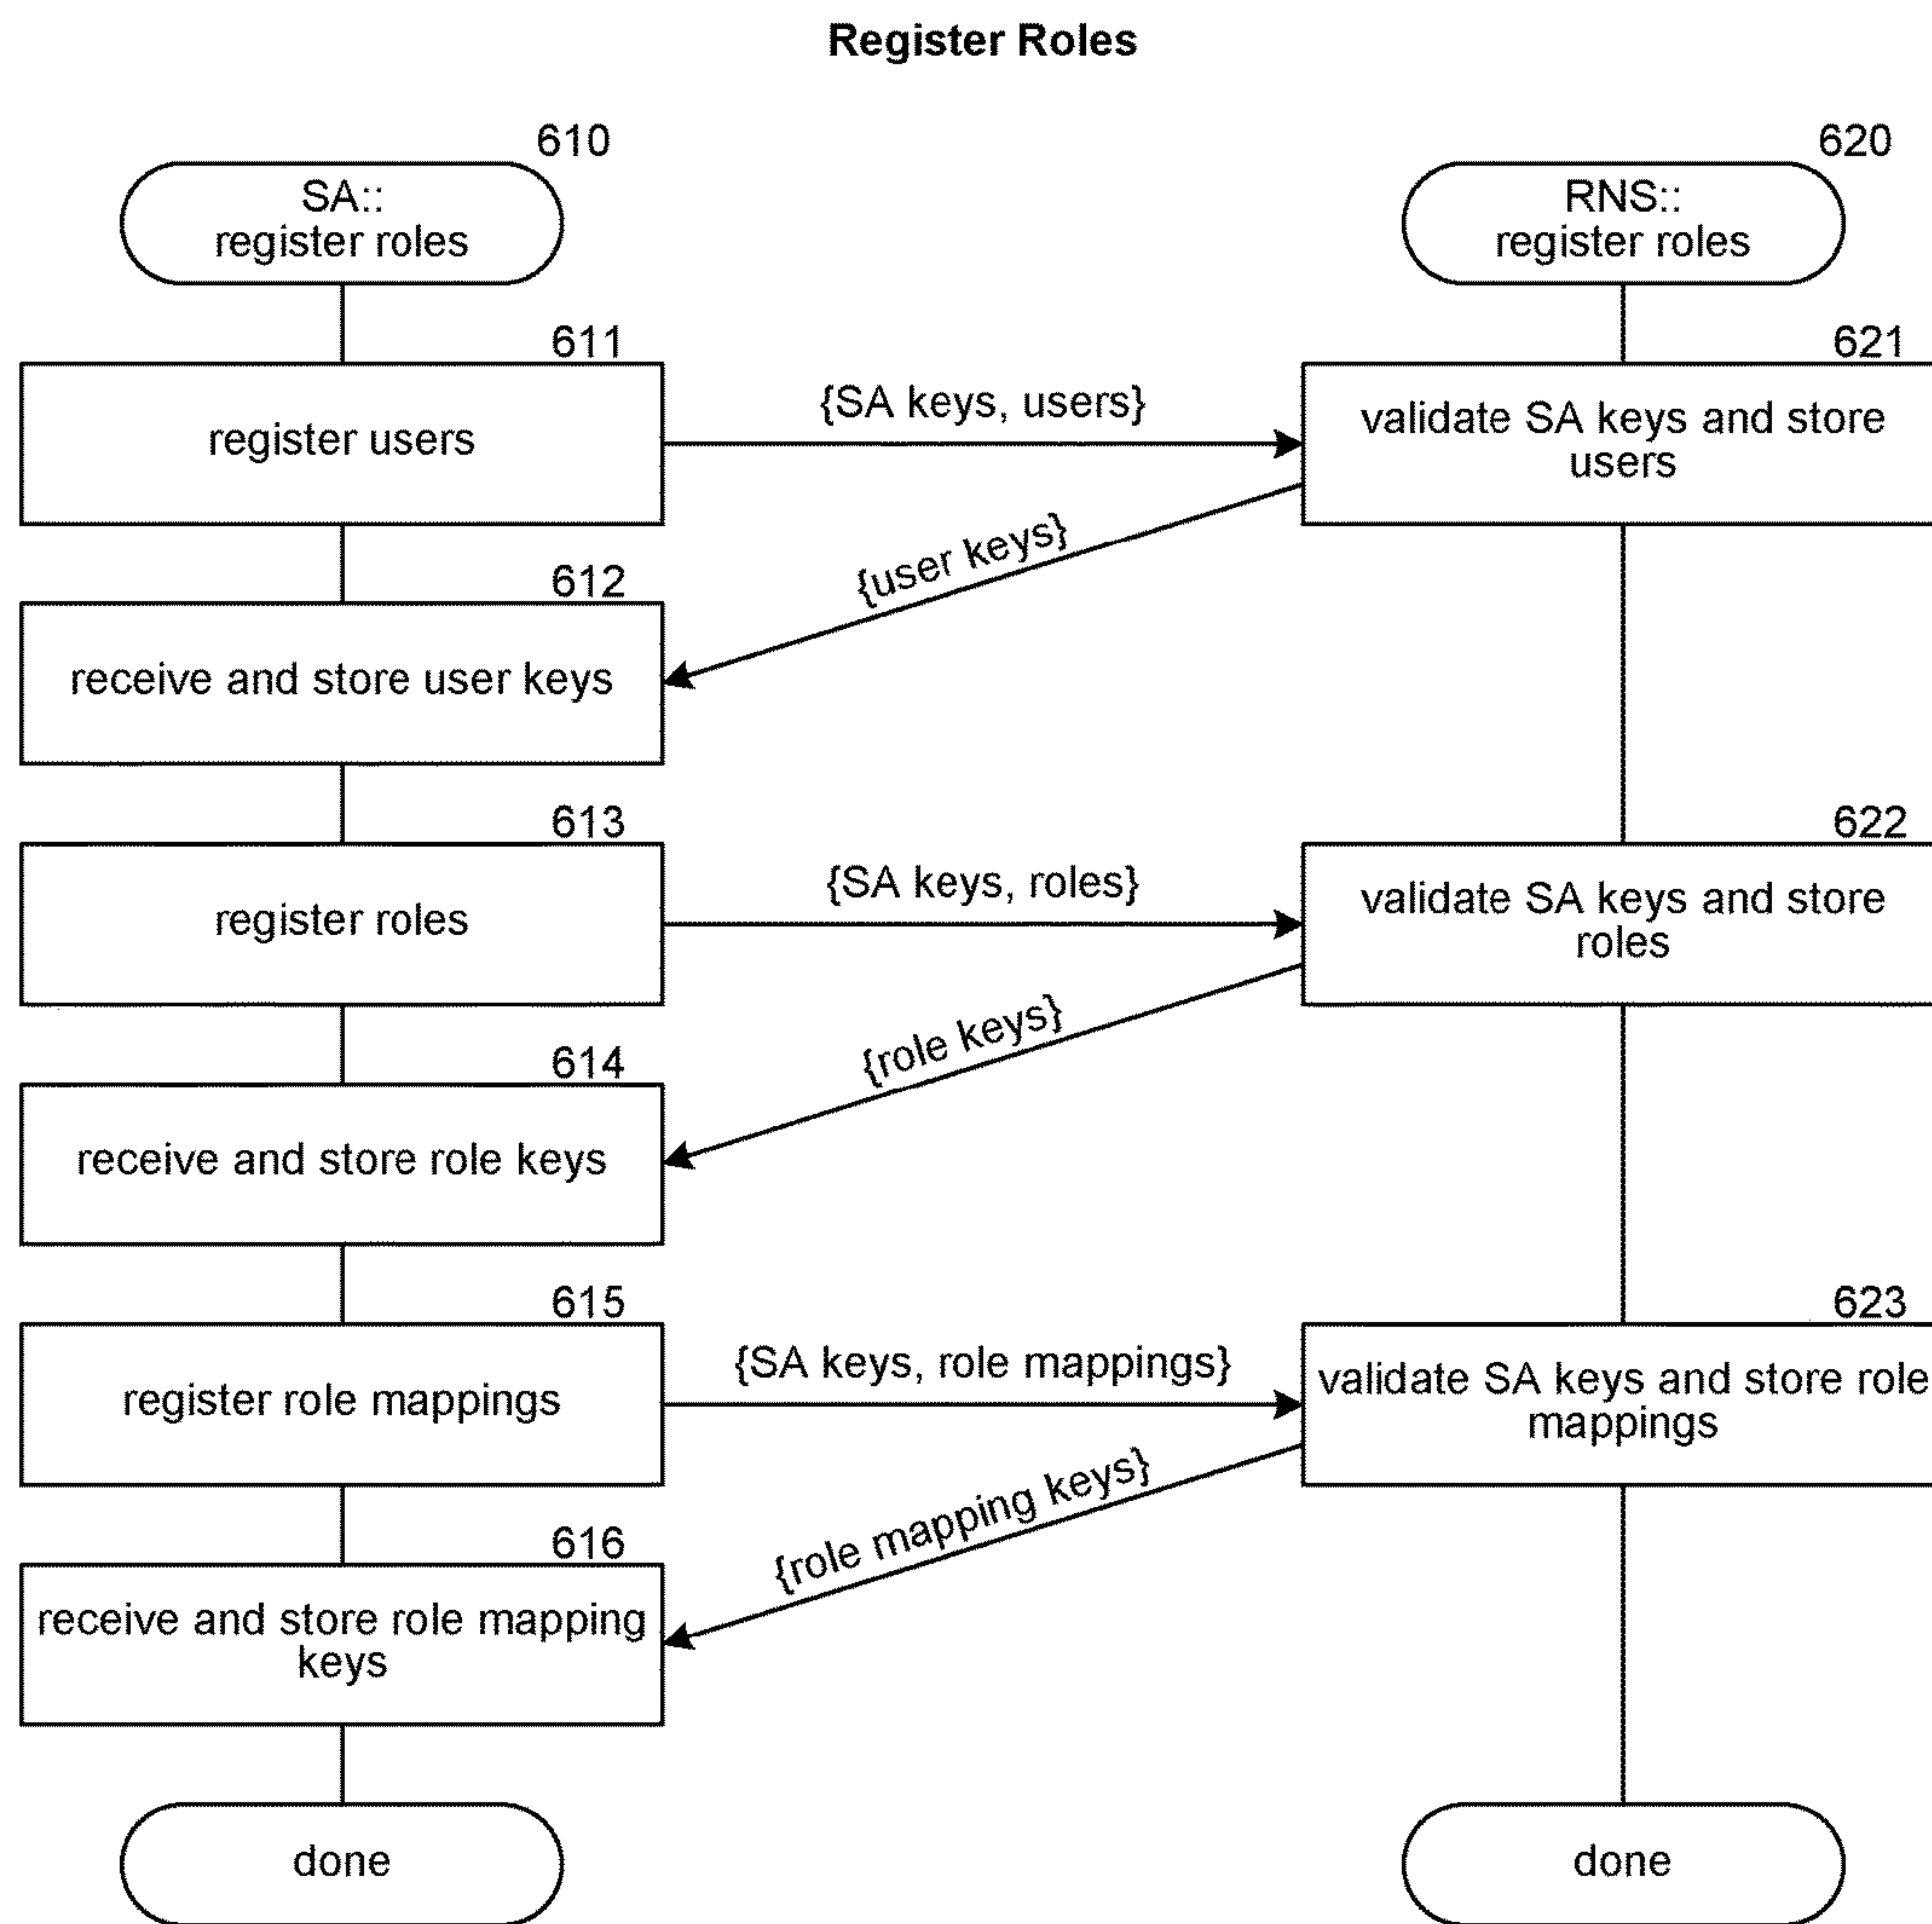 Register Roles
610
SA::
register roles
620
RNS::
register roles
611
register users
{SA keys, users}
621
validate SA keys and store
users
{user keys}
612
receive and store user keys
613
register roles
{SA keys, roles}
622
validate SA keys and store
roles
{role keys}
614
receive and store role keys
615
register role mappings
{SA keys, role mappings}
623
validate SA keys and store role
mappings
{role mapping keys}
616
receive and store role mapping
keys
done
done